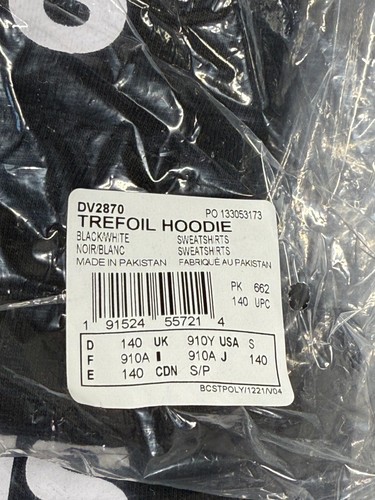 DV2870 PO 133053173
TREFOIL HOODIE
BLACK/WHITE SWEATSHIRTS
NOIR/BLANC SWEATSHIRTS
MADE IN PAKISTAN FABRIQUÉ AU PAKISTAN
PK 662
140 UPC
1 91524 55721 4
D 140 UK 910Y USA S
F 910A I 910A J 140
E 140 CDN S/P
BCSTPOLY/1221/V04